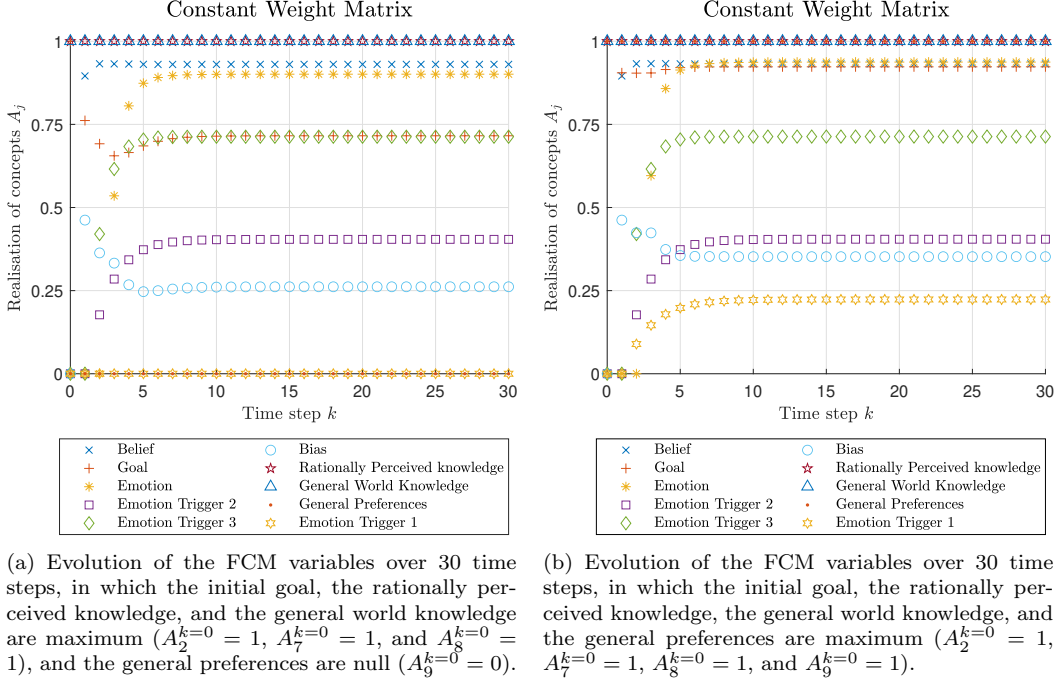 Constant Weight Matrix
1
0.75
0.5
0.25
0
Realisation of concepts A_j
0 5 10 15 20 25 30
Time step k
Belief
Goal
Emotion
Emotion Trigger 2
Emotion Trigger 3
Bias
Rationally Perceived knowledge
General World Knowledge
General Preferences
Emotion Trigger 1
(a) Evolution of the FCM variables over 30 time
steps, in which the initial goal, the rationally per-
ceived knowledge, and the general world knowledge
are maximum (A_2^{k=0} = 1, A_7^{k=0} = 1, and A_8^{k=0} =
1), and the general preferences are null (A_9^{k=0} = 0).
Constant Weight Matrix
1
0.75
0.5
0.25
0
Realisation of concepts A_j
0 5 10 15 20 25 30
Time step k
Belief
Goal
Emotion
Emotion Trigger 2
Emotion Trigger 3
Bias
Rationally Perceived knowledge
General World Knowledge
General Preferences
Emotion Trigger 1
(b) Evolution of the FCM variables over 30 time
steps, in which the initial goal, the rationally per-
ceived knowledge, the general world knowledge, and
the general preferences are maximum (A_2^{k=0} = 1,
A_7^{k=0} = 1, A_8^{k=0} = 1, and A_9^{k=0} = 1).